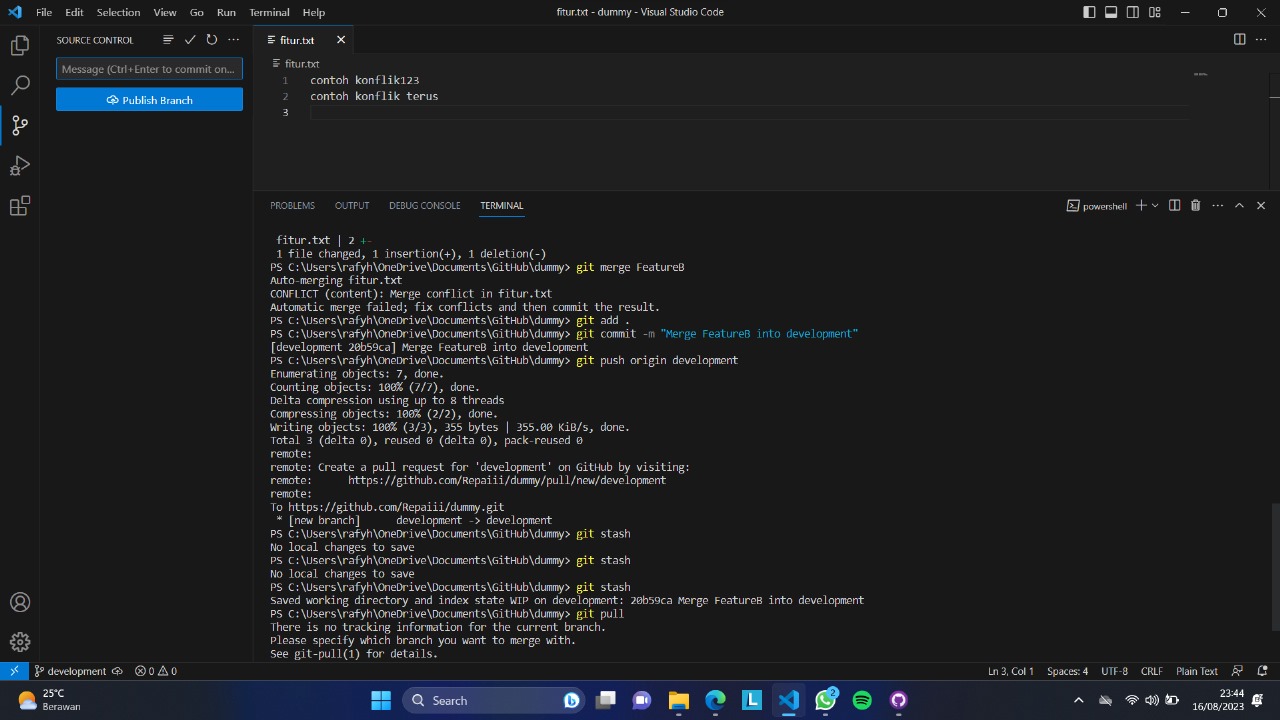 File Edit Selection View Go Run Terminal Help
fitur.txt - dummy - Visual Studio Code
SOURCE CONTROL
Message (Ctrl+Enter to commit on...
Publish Branch
fitur.txt
fitur.txt
1 contoh konflik123
2 contoh konflik terus
3
PROBLEMS OUTPUT DEBUG CONSOLE TERMINAL
powershell
fitur.txt | 2 +-
1 file changed, 1 insertion(+), 1 deletion(-)
PS C:\Users\rafyh\OneDrive\Documents\GitHub\dummy> git merge FeatureB
Auto-merging fitur.txt
CONFLICT (content): Merge conflict in fitur.txt
Automatic merge failed; fix conflicts and then commit the result.
PS C:\Users\rafyh\OneDrive\Documents\GitHub\dummy> git add .
PS C:\Users\rafyh\OneDrive\Documents\GitHub\dummy> git commit -m "Merge FeatureB into development"
[development 20b59ca] Merge FeatureB into development
PS C:\Users\rafyh\OneDrive\Documents\GitHub\dummy> git push origin development
Enumerating objects: 7, done.
Counting objects: 100% (7/7), done.
Delta compression using up to 8 threads
Compressing objects: 100% (2/2), done.
Writing objects: 100% (3/3), 355 bytes | 355.00 KiB/s, done.
Total 3 (delta 0), reused 0 (delta 0), pack-reused 0
remote:
remote: Create a pull request for 'development' on GitHub by visiting:
remote:      https://github.com/Repaiii/dummy/pull/new/development
remote:
To https://github.com/Repaiii/dummy.git
* [new branch]      development -> development
PS C:\Users\rafyh\OneDrive\Documents\GitHub\dummy> git stash
No local changes to save
PS C:\Users\rafyh\OneDrive\Documents\GitHub\dummy> git stash
No local changes to save
PS C:\Users\rafyh\OneDrive\Documents\GitHub\dummy> git stash
Saved working directory and index state WIP on development: 20b59ca Merge FeatureB into development
PS C:\Users\rafyh\OneDrive\Documents\GitHub\dummy> git pull
There is no tracking information for the current branch.
Please specify which branch you want to merge with.
See git-pull(1) for details.
development 0 0 Ln 3, Col 1 Spaces: 4 UTF-8 CRLF Plain Text
25°C
Berawan
Search
L
2
23:44
16/08/2023